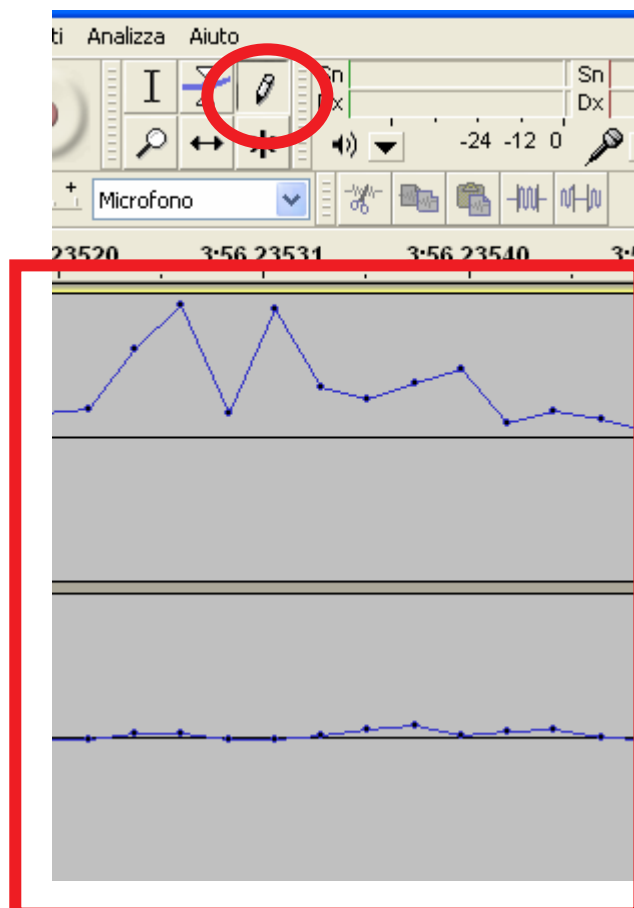 ti Analizza Aiuto
Sn Sn
Dx Dx
-24 -12 0
Microfono
23520 3:56.23531 3:56.23540